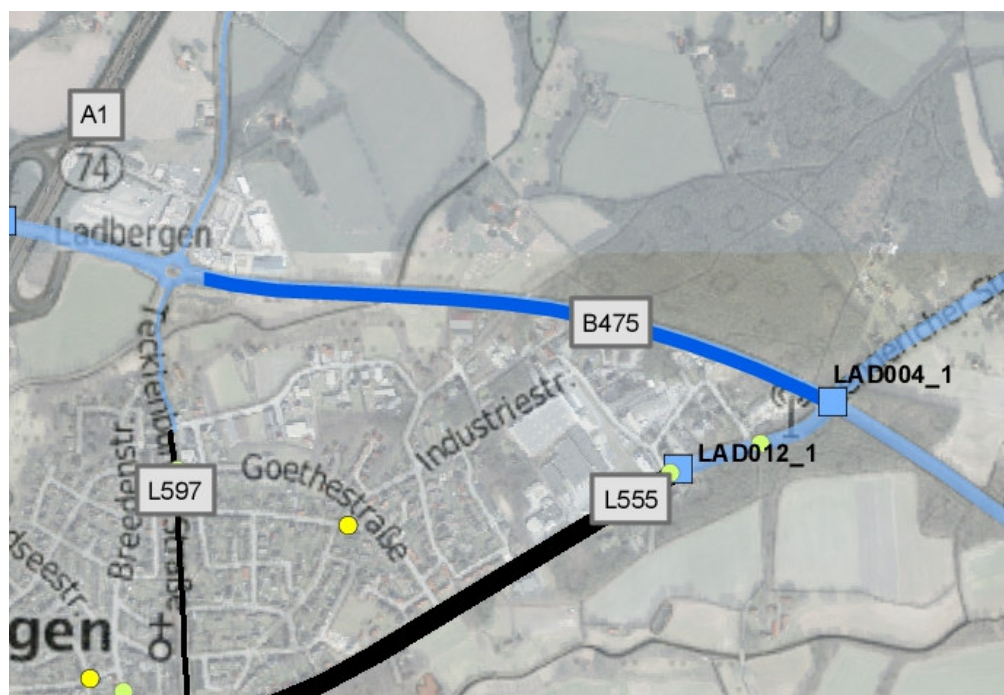 A1
74
Ladbergen
B475
LAD004_1
Industriestr.
LAD012_1
Goethestraße
L597
L555
Breedenstr.
gen